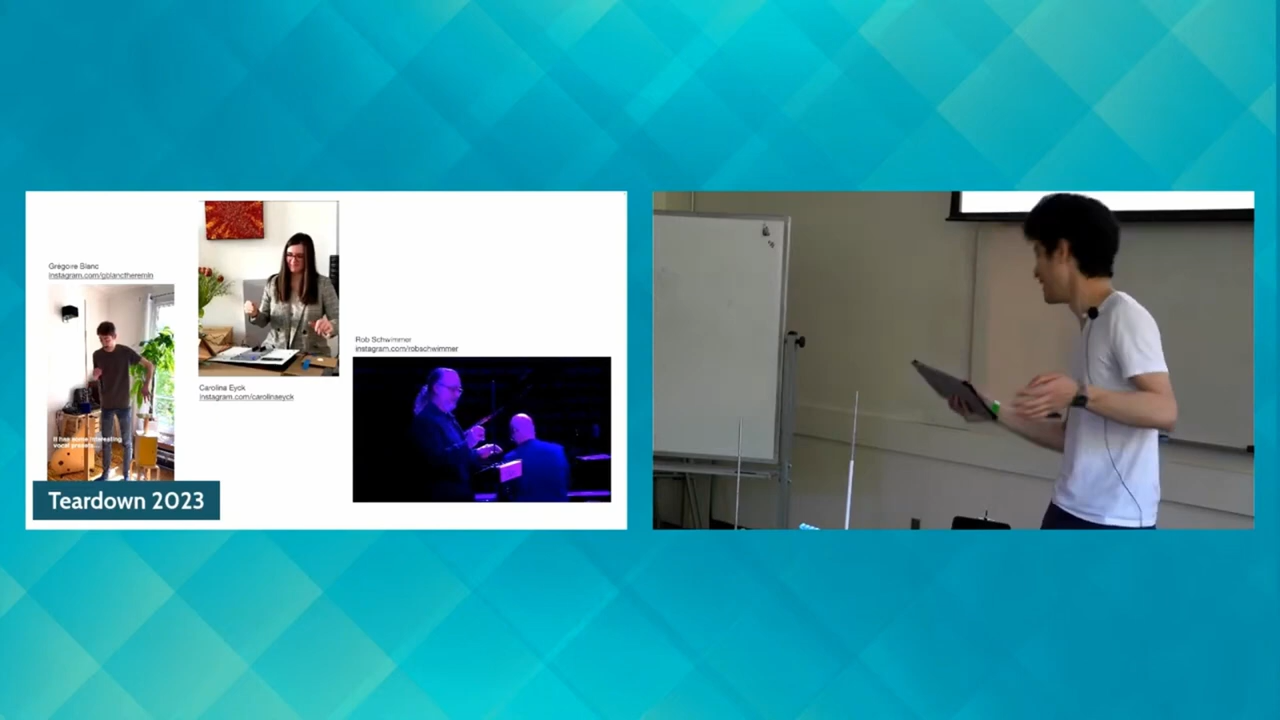 Grégoire Blanc
instagram.com/gblanctheremin
It has some interesting
vocal presets...
Carolina Eyck
instagram.com/carolinaeyck
Rob Schwimmer
instagram.com/robschwimmer
Teardown 2023